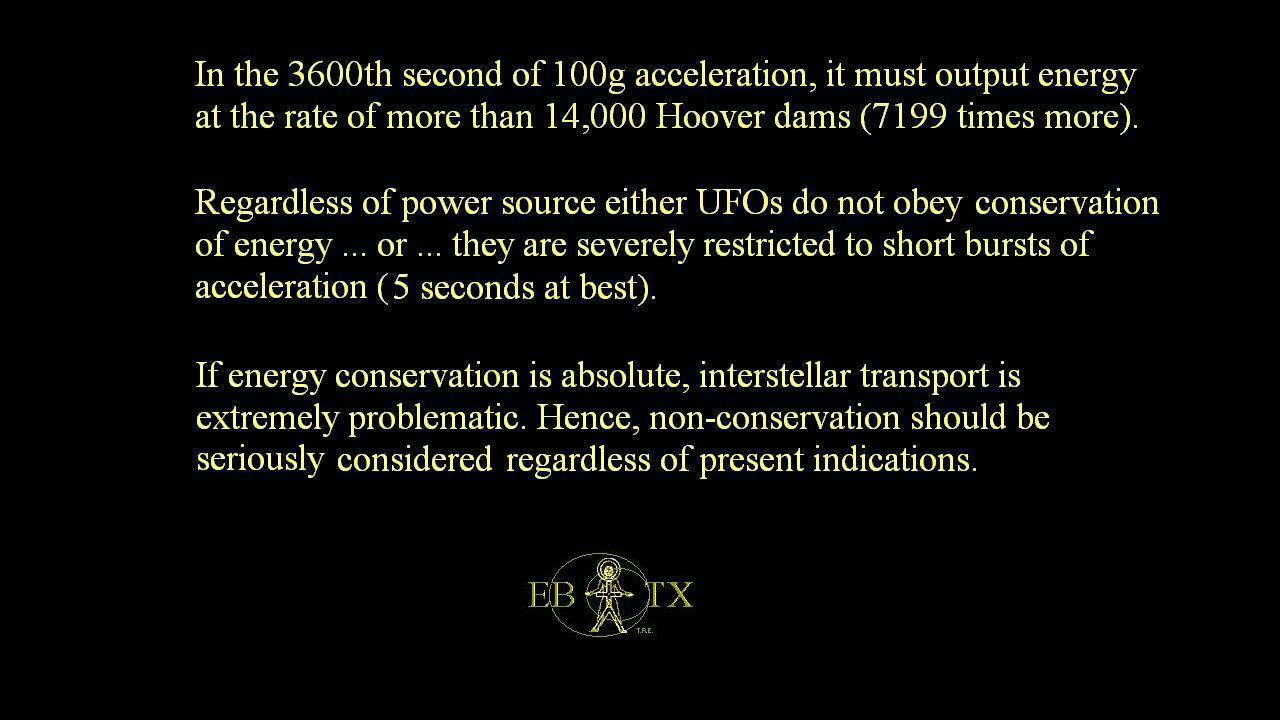 In the 3600th second of 100g acceleration, it must output energy
at the rate of more than 14,000 Hoover dams (7199 times more).
Regardless of power source either UFOs do not obey conservation
of energy ... or ... they are severely restricted to short bursts of
acceleration ( 5 seconds at best).
If energy conservation is absolute, interstellar transport is
extremely problematic. Hence, non-conservation should be
seriously considered regardless of present indications.
EB TX
T.R.E.